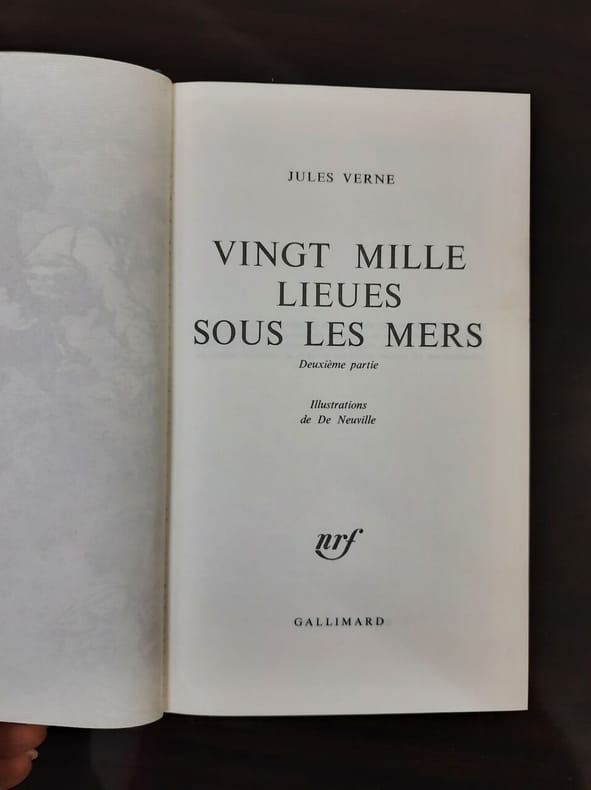 JULES VERNE
VINGT MILLE
LIEUES
SOUS LES MERS
Deuxième partie
Illustrations
de De Neuville
nrf
GALLIMARD